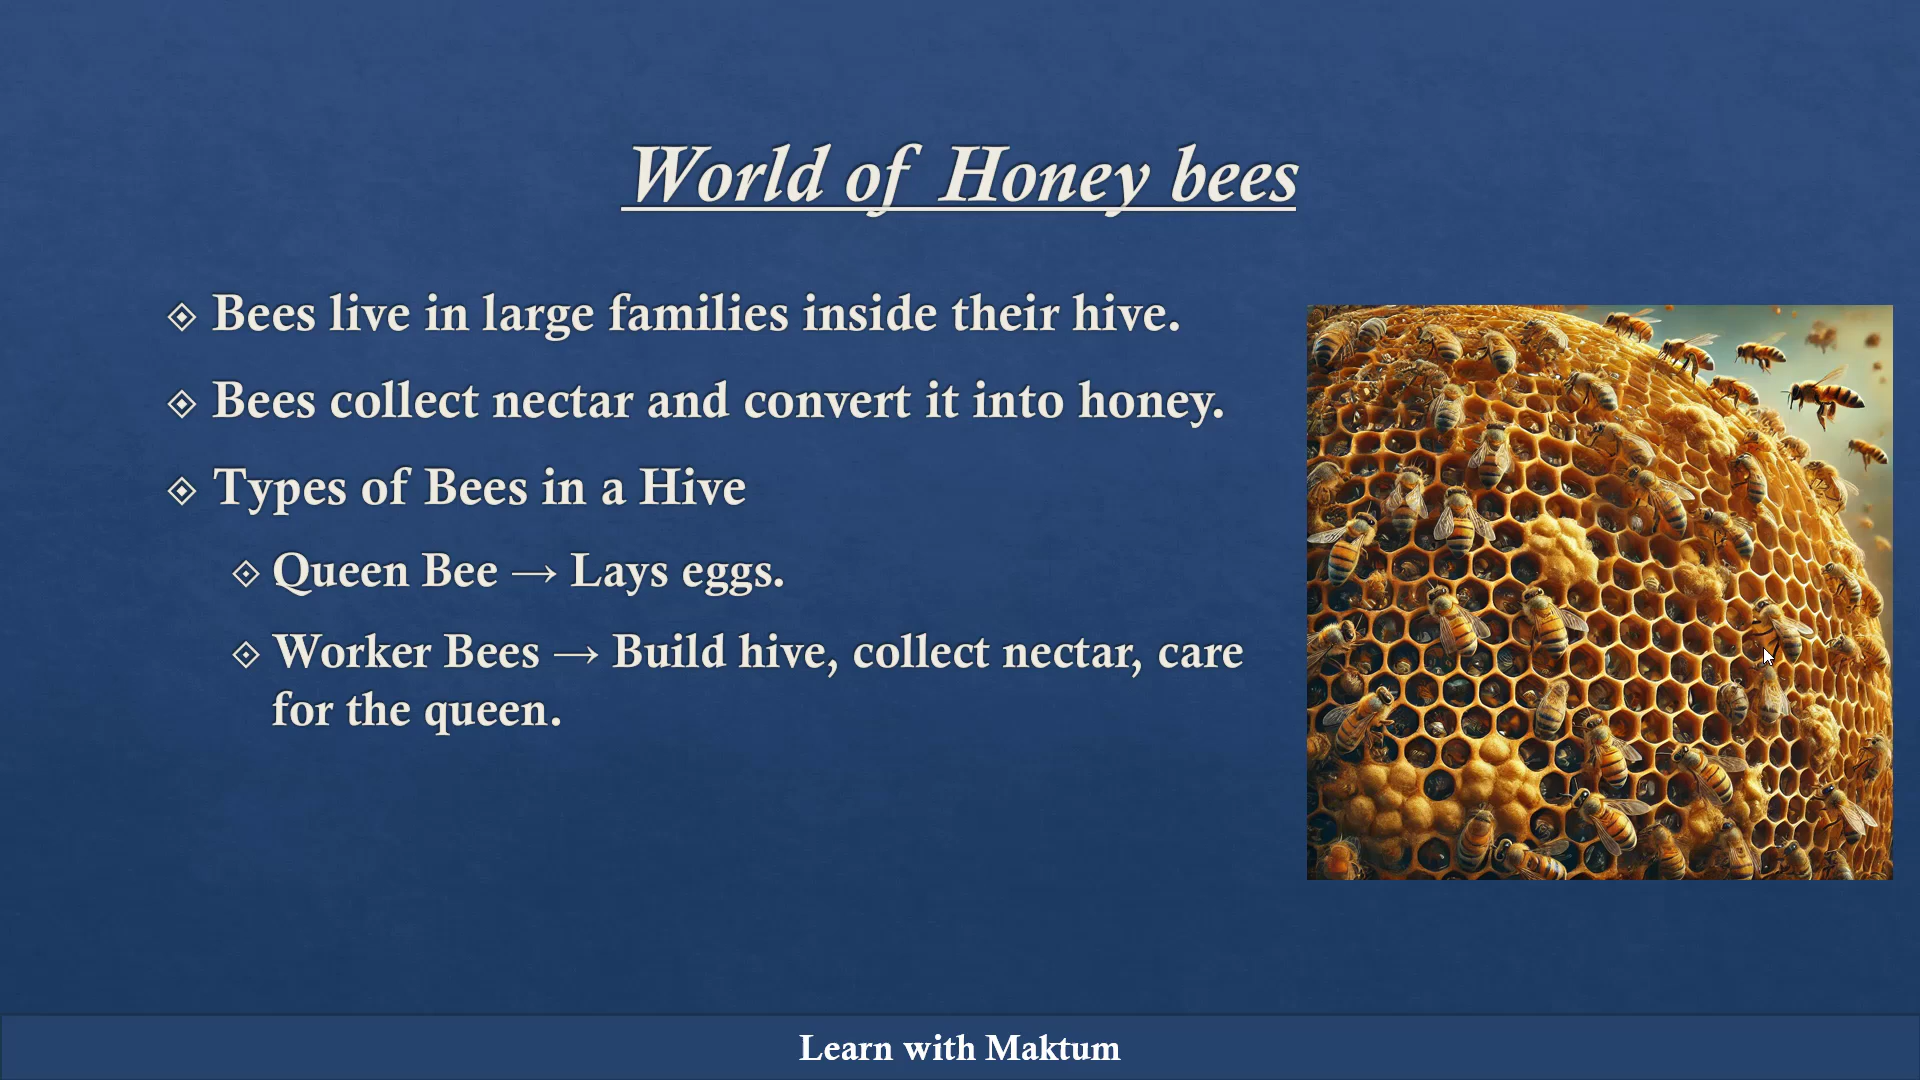 World of Honey bees
Bees live in large families inside their hive.
Bees collect nectar and convert it into honey.
Types of Bees in a Hive
Queen Bee → Lays eggs.
Worker Bees → Build hive, collect nectar, care
for the queen.
Learn with Maktum